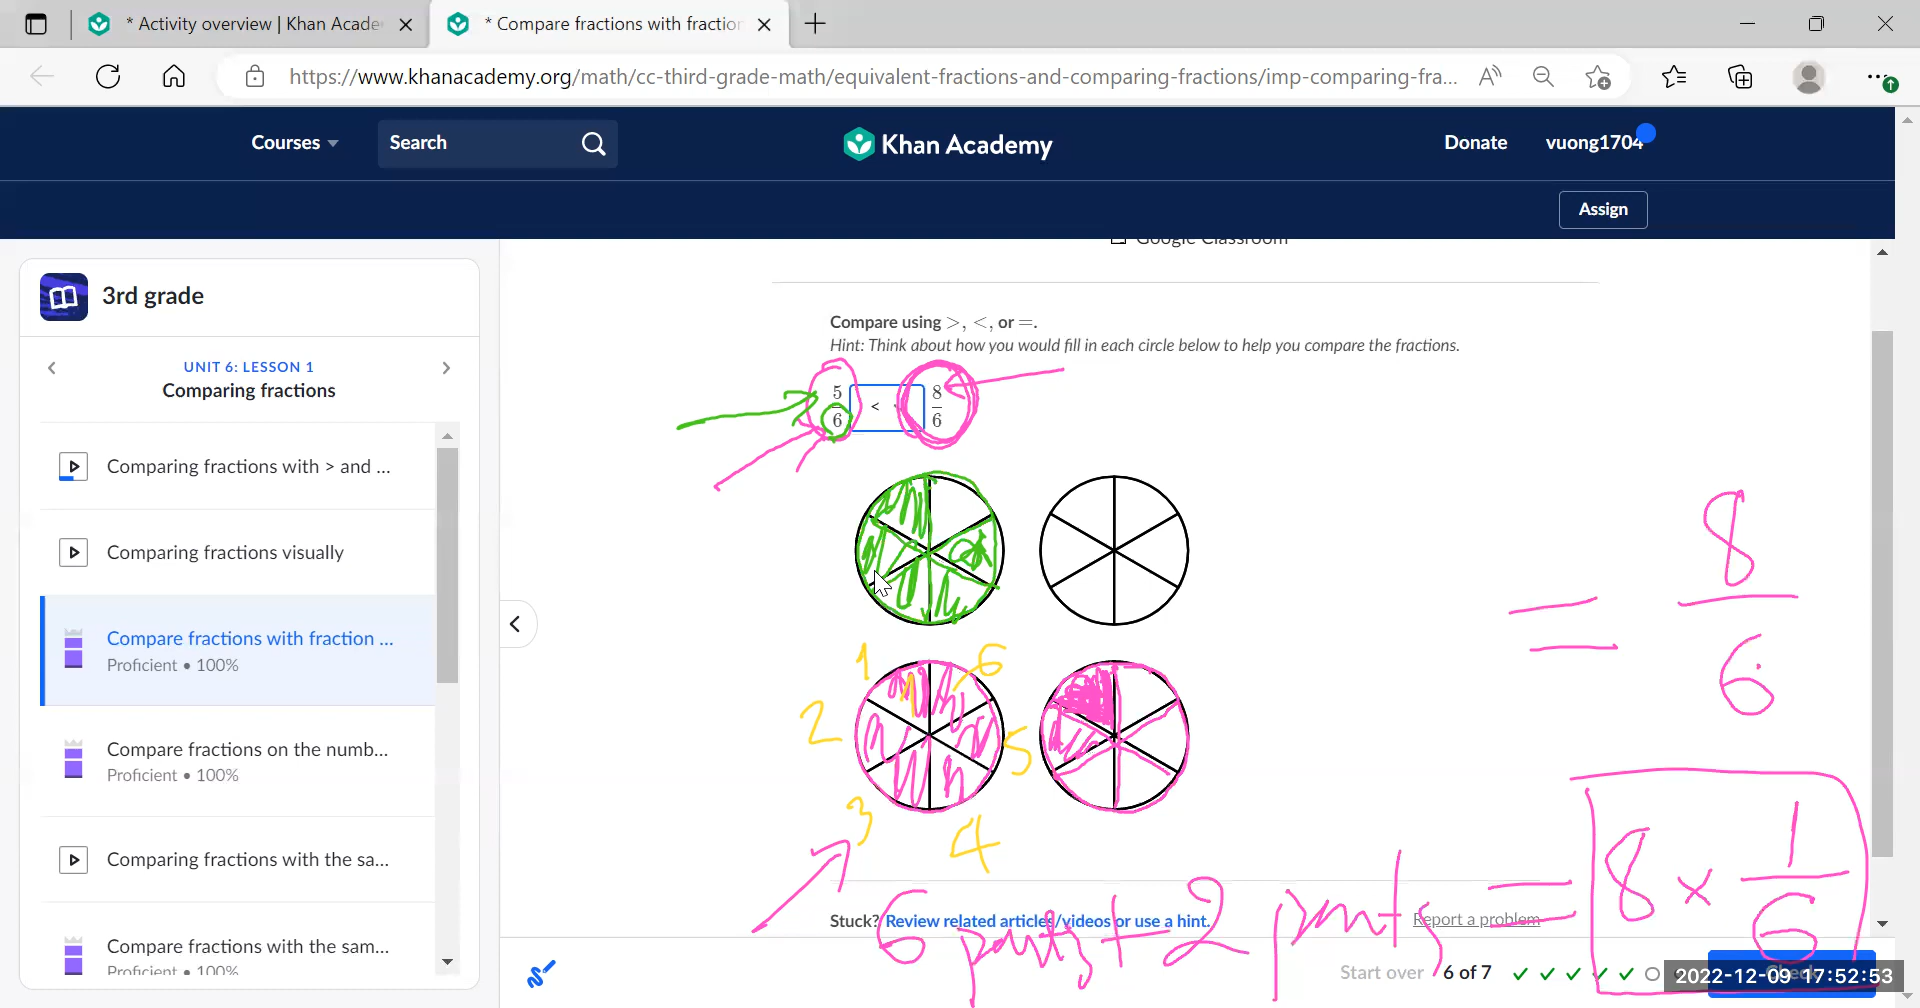 * Activity overview | Khan Acade
* Compare fractions with fraction
https://www.khanacademy.org/math/cc-third-grade-math/equivalent-fractions-and-comparing-fractions/imp-comparing-fra...
Courses
Search
Khan Academy
Donate
vuong1704
Assign
Google Classroom
3rd grade
UNIT 6: LESSON 1
Comparing fractions
Comparing fractions with > and ...
Comparing fractions visually
Compare fractions with fraction ...
Proficient • 100%
Compare fractions on the numb...
Proficient • 100%
Comparing fractions with the sa...
Compare fractions with the sam...
Proficient • 100%
Compare using >, <, or =.
Hint: Think about how you would fill in each circle below to help you compare the fractions.
5/6 < 8/6
= 8/6
1 1 6
2 5
3 4
6 parts + 2 parts = 8 × 1/6
Stuck? Review related articles/videos or use a hint.
Report a problem
Start over 6 of 7
2022-12-09 17:52:53